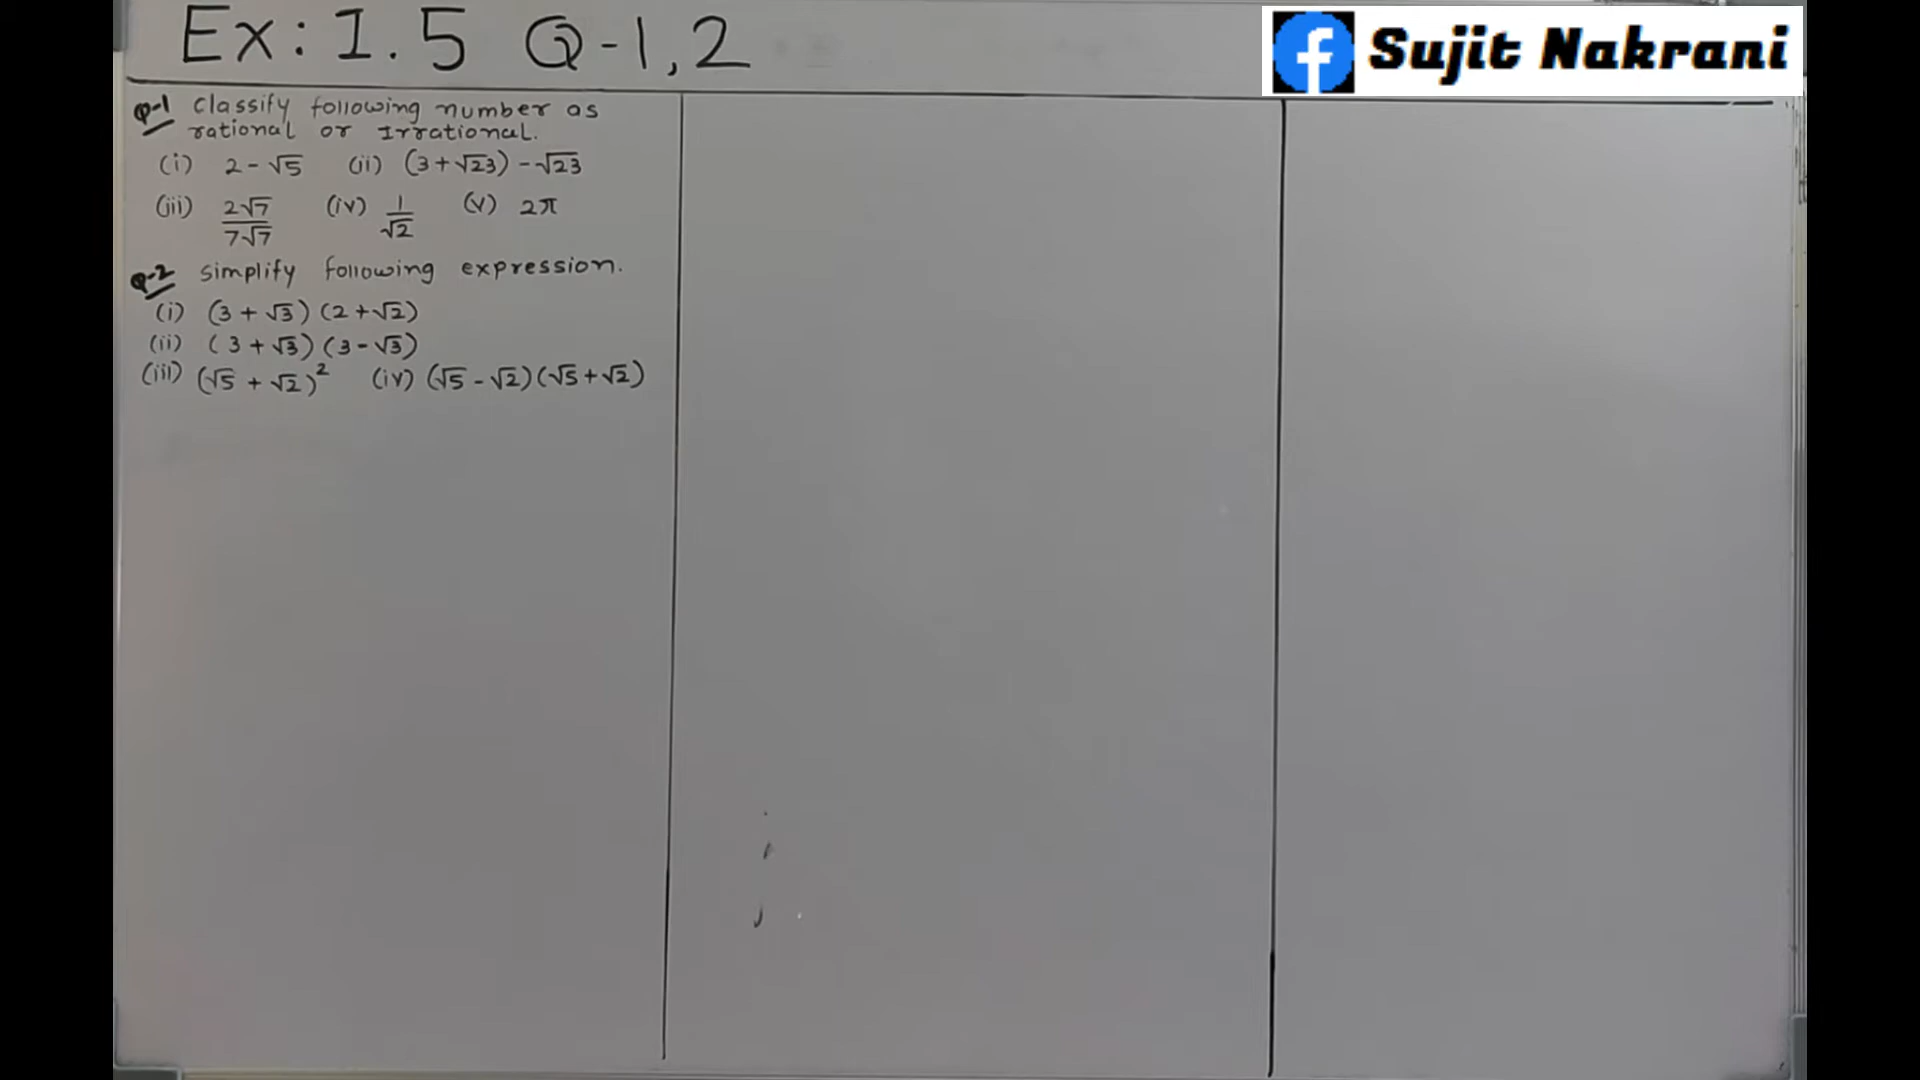 Ex: 1.5 Q-1,2
Sujit Nakrani
Q-1 Classify following number as
rational or Irrational.
(i) 2-√5 (ii) (3+√23)-√23
(iii) 2√7/7√7 (iv) 1/√2 (v) 2π
Q-2 Simplify following expression.
(i) (3+√3)(2+√2)
(ii) (3+√3)(3-√3)
(iii) (√5+√2)² (iv) (√5-√2)(√5+√2)